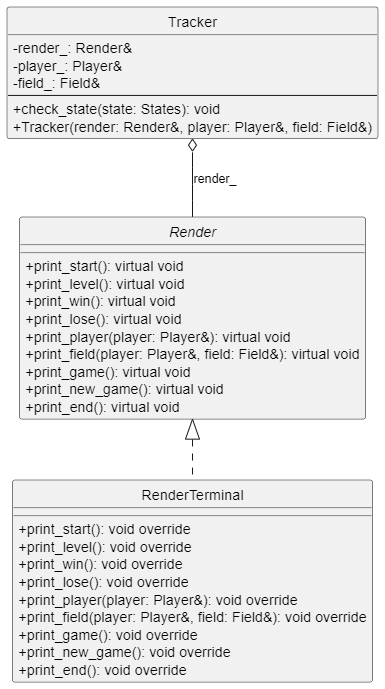 Tracker
-render_: Render&
-player_: Player&
-field_: Field&
+check_state(state: States): void
+Tracker(render: Render&, player: Player&, field: Field&)
render_
Render
+print_start(): virtual void
+print_level(): virtual void
+print_win(): virtual void
+print_lose(): virtual void
+print_player(player: Player&): virtual void
+print_field(player: Player&, field: Field&): virtual void
+print_game(): virtual void
+print_new_game(): virtual void
+print_end(): virtual void
RenderTerminal
+print_start(): void override
+print_level(): void override
+print_win(): void override
+print_lose(): void override
+print_player(player: Player&): void override
+print_field(player: Player&, field: Field&): void override
+print_game(): void override
+print_new_game(): void override
+print_end(): void override